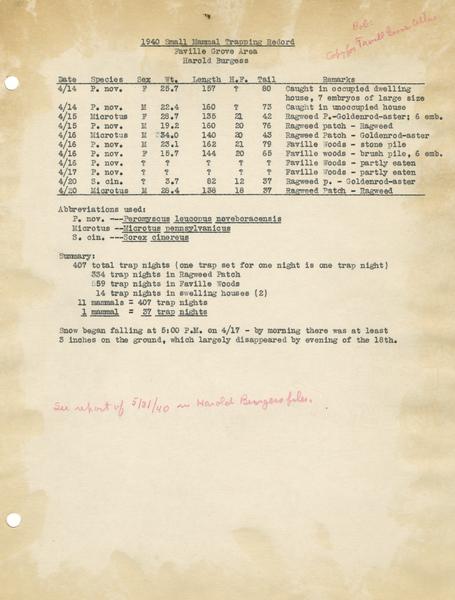 Bob:
Copy for Faville Grove
1940 Small Mammal Trapping Record
Faville Grove Area
Harold Burgess
Date Species Sex Wt. Length H.F. Tail Remarks
4/14 P. nov. F 25.7 157 ? 80 Caught in occupied dwelling
house, 7 embryos of large size
4/14 P. nov. M 22.4 160 ? 73 Caught in unoccupied house
4/15 Microtus F 28.7 135 21 42 Ragweed P.-Goldenrod-aster; 6 emb.
4/15 P. nov. M 19.2 160 20 76 Ragweed patch - Ragweed
4/16 Microtus M 34.0 140 20 43 Ragweed Patch - Goldenrod-aster
4/16 P. nov. M 23.1 162 21 79 Faville Woods - stone pile
4/16 P. nov. F 15.7 144 20 65 Faville woods - brush pile, 6 emb.
4/16 P. nov. ? ? ? ? ? Faville Woods - partly eaten
4/17 P. nov. ? ? ? ? ? Faville Woods - partly eaten
4/20 S. cin. ? 3.7 82 12 37 Ragweed p. - Goldenrod-aster
4/20 Microtus M 28.4 138 18 37 Ragweed Patch - Ragweed
Abbreviations used:
P. nov. ---Peromyscus leucopus noveboracensis
Microtus --Microtus pennsylvanicus
S. cin. ---Sorex cinereus
Summary:
407 total trap nights (one trap set for one night is one trap night)
334 trap nights in Ragweed Patch
59 trap nights in Faville Woods
14 trap nights in swelling houses (2)
11 mammals = 407 trap nights
1 mammal = 37 trap nights
Snow began falling at 5:00 P.M. on 4/17 - by morning there was at least
3 inches on the ground, which largely disappeared by evening of the 18th.
See report of 5/21/40 in Harold Burgess files.